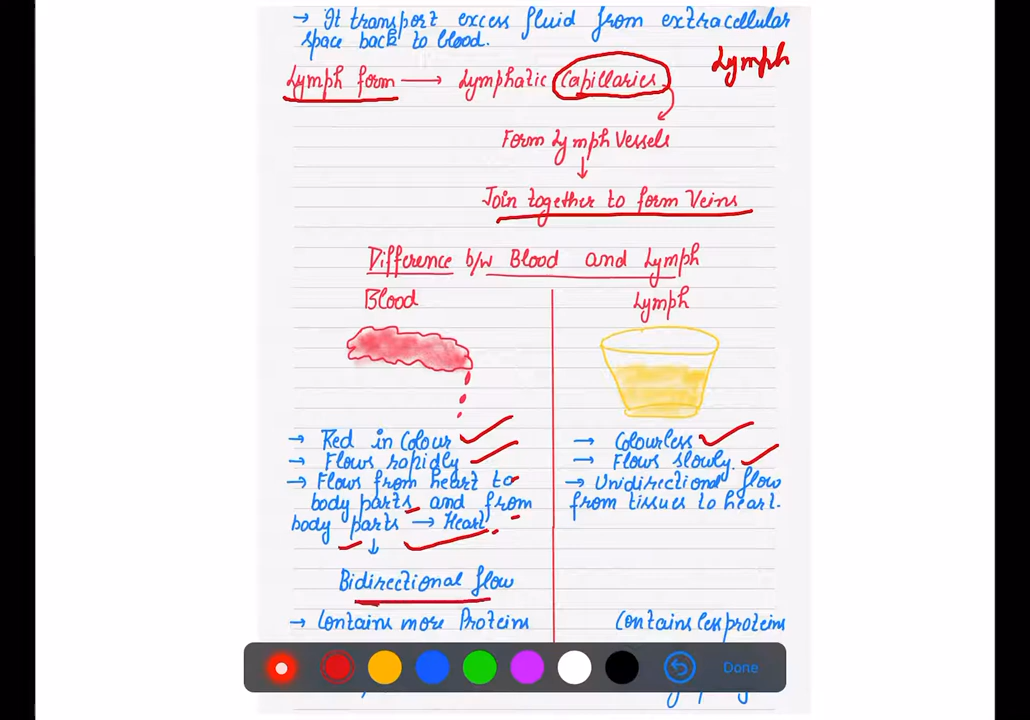 → It transport excess fluid from extracellular
space back to blood.
Lymph
Lymph form → Lymphatic Capillaries
Form Lymph Vessels
↓
Join together to form Veins
Difference b/w Blood and Lymph
Blood
Lymph
→ Red in Colour
→ Flows rapidly
→ Flows from heart to
body parts and from
body parts → Heart
↓
Bidirectional flow
→ Contains more Proteins
→ Colourless
→ Flows slowly.
→ Unidirectional flow
from tissues to heart.
Contains less proteins
Done